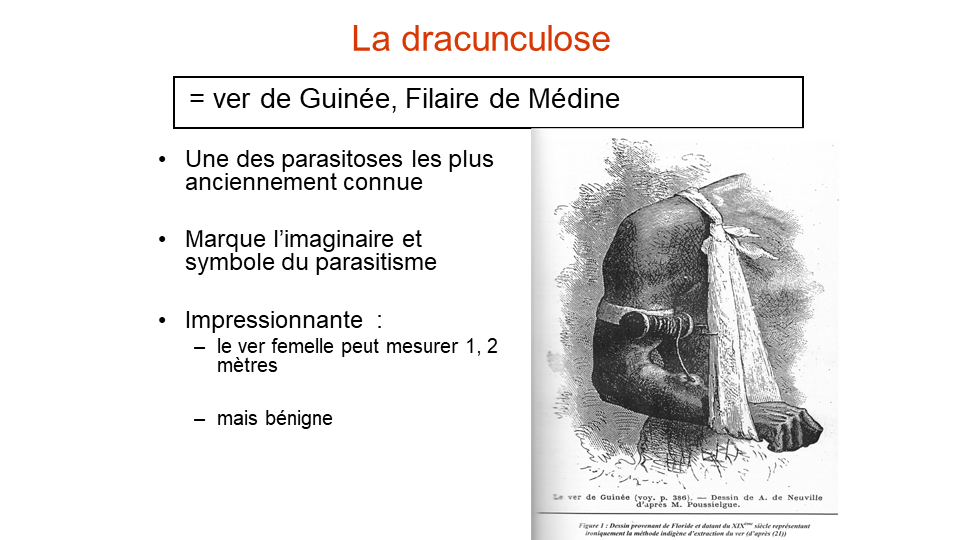 La dracunculose
= ver de Guinée, Filaire de Médine
• Une des parasitoses les plus
anciennement connue
• Marque l’imaginaire et
symbole du parasitisme
• Impressionnante :
– le ver femelle peut mesurer 1, 2
mètres
– mais bénigne
Le ver de Guinée (voy. p. 386). — Dessin de A. de Neuville
d'après M. Poussielgue.
Figure 1 : Dessin provenant de Floride et datant du XIXème siècle représentant
ironiquement la méthode indigène d'extraction du ver (d'après (21))